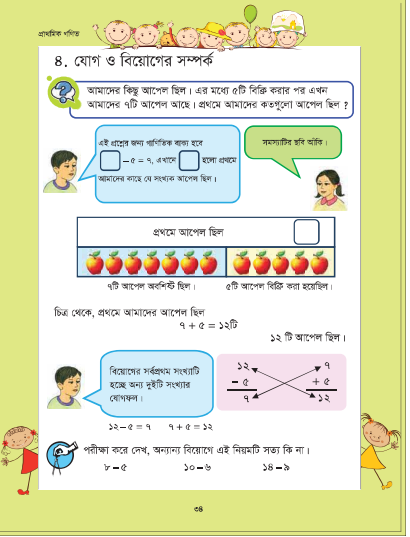 প্রাথমিক গণিত
৪. যোগ ও বিয়োগের সম্পর্ক
আমাদের কিছু আপেল ছিল। এর মধ্যে ৫টি বিক্রি করার পর এখন
আমাদের ৭টি আপেল আছে। প্রথমে আমাদের কতগুলো আপেল ছিল ?
এই প্রশ্নের জন্য গাণিতিক বাক্য হবে
– ৫ = ৭, এখানে হলো প্রথমে
আমাদের কাছে যে সংখ্যক আপেল ছিল।
সমস্যাটির ছবি আঁকি।
প্রথমে আপেল ছিল
৭টি আপেল অবশিষ্ট ছিল।
৫টি আপেল বিক্রি করা হয়েছিল।
চিত্র থেকে, প্রথমে আমাদের আপেল ছিল
৭ + ৫ = ১২টি
১২ টি আপেল ছিল।
বিয়োগের সর্বপ্রথম সংখ্যাটি
হচ্ছে অন্য দুইটি সংখ্যার
যোগফল।
১২ ৭
– ৫ + ৫
৭ ১২
১২– ৫ = ৭ ৭ + ৫ = ১২
পরীক্ষা করে দেখ, অন্যান্য বিয়োগে এই নিয়মটি সত্য কি না।
৮ – ৫ ১০ – ৬ ১৪ – ৯
৩৪